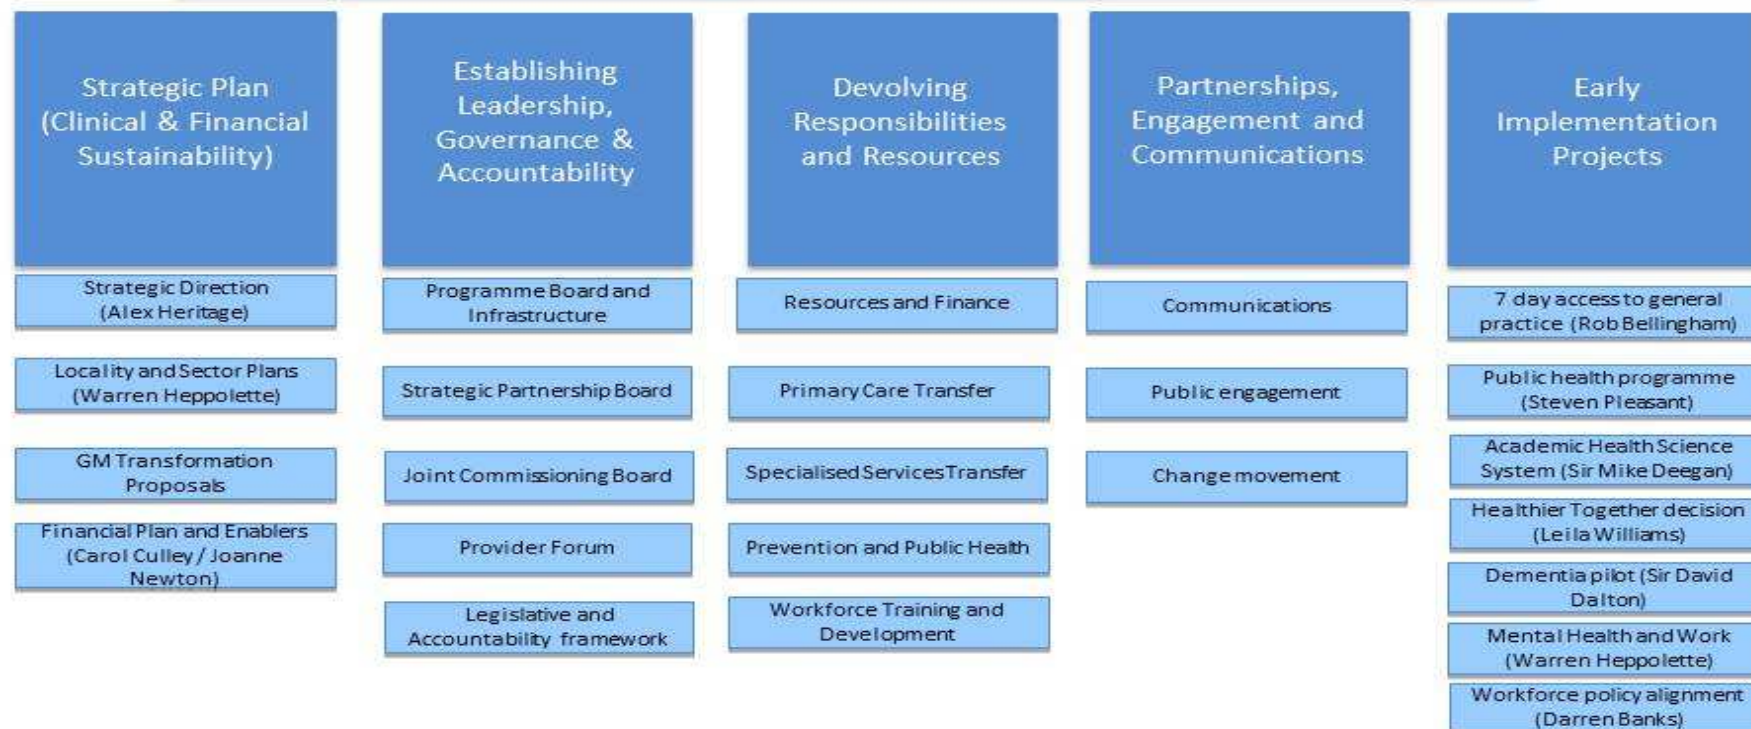 Strategic Plan
(Clinical & Financial
Sustainability)
Strategic Direction
(Alex Heritage)
Locality and Sector Plans
(Warren Heppolette)
GM Transformation
Proposals
Financial Plan and Enablers
(Carol Culley / Joanne
Newton)
Establishing
Leadership,
Governance &
Accountability
Programme Board and
Infrastructure
Strategic Partnership Board
Joint Commissioning Board
Provider Forum
Legislative and
Accountability framework
Devolving
Responsibilities
and Resources
Resources and Finance
Primary Care Transfer
Specialised Services Transfer
Prevention and Public Health
Workforce Training and
Development
Partnerships,
Engagement and
Communications
Communications
Public engagement
Change movement
Early
Implementation
Projects
7 day access to general
practice (Rob Bellingham)
Public health programme
(Steven Pleasant)
Academic Health Science
System (Sir Mike Deegan)
Healthier Together decision
(Leila Williams)
Dementia pilot (Sir David
Dalton)
Mental Health and Work
(Warren Heppolette)
Workforce policy alignment
(Darren Banks)